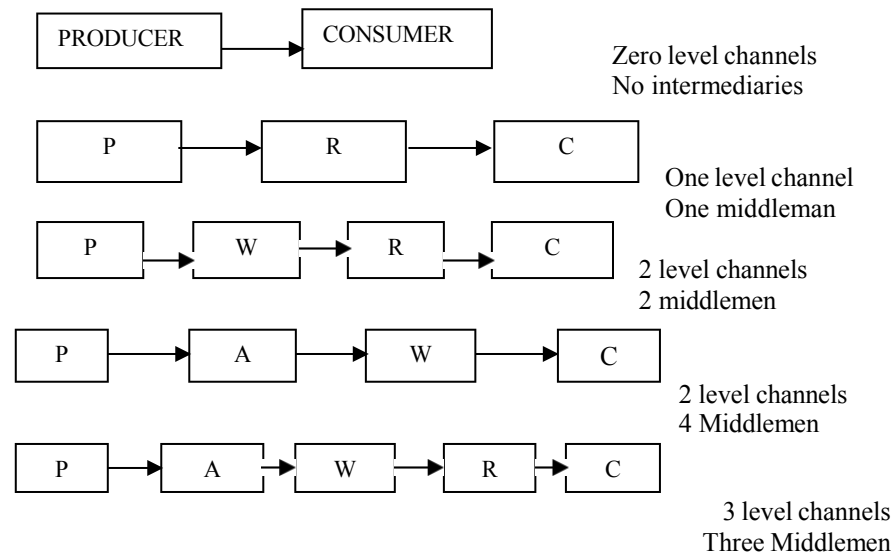 PRODUCER CONSUMER
Zero level channels
No intermediaries
P R C
One level channel
One middleman
P W R C
2 level channels
2 middlemen
P A W C
2 level channels
4 Middlemen
P A W R C
3 level channels
Three Middlemen